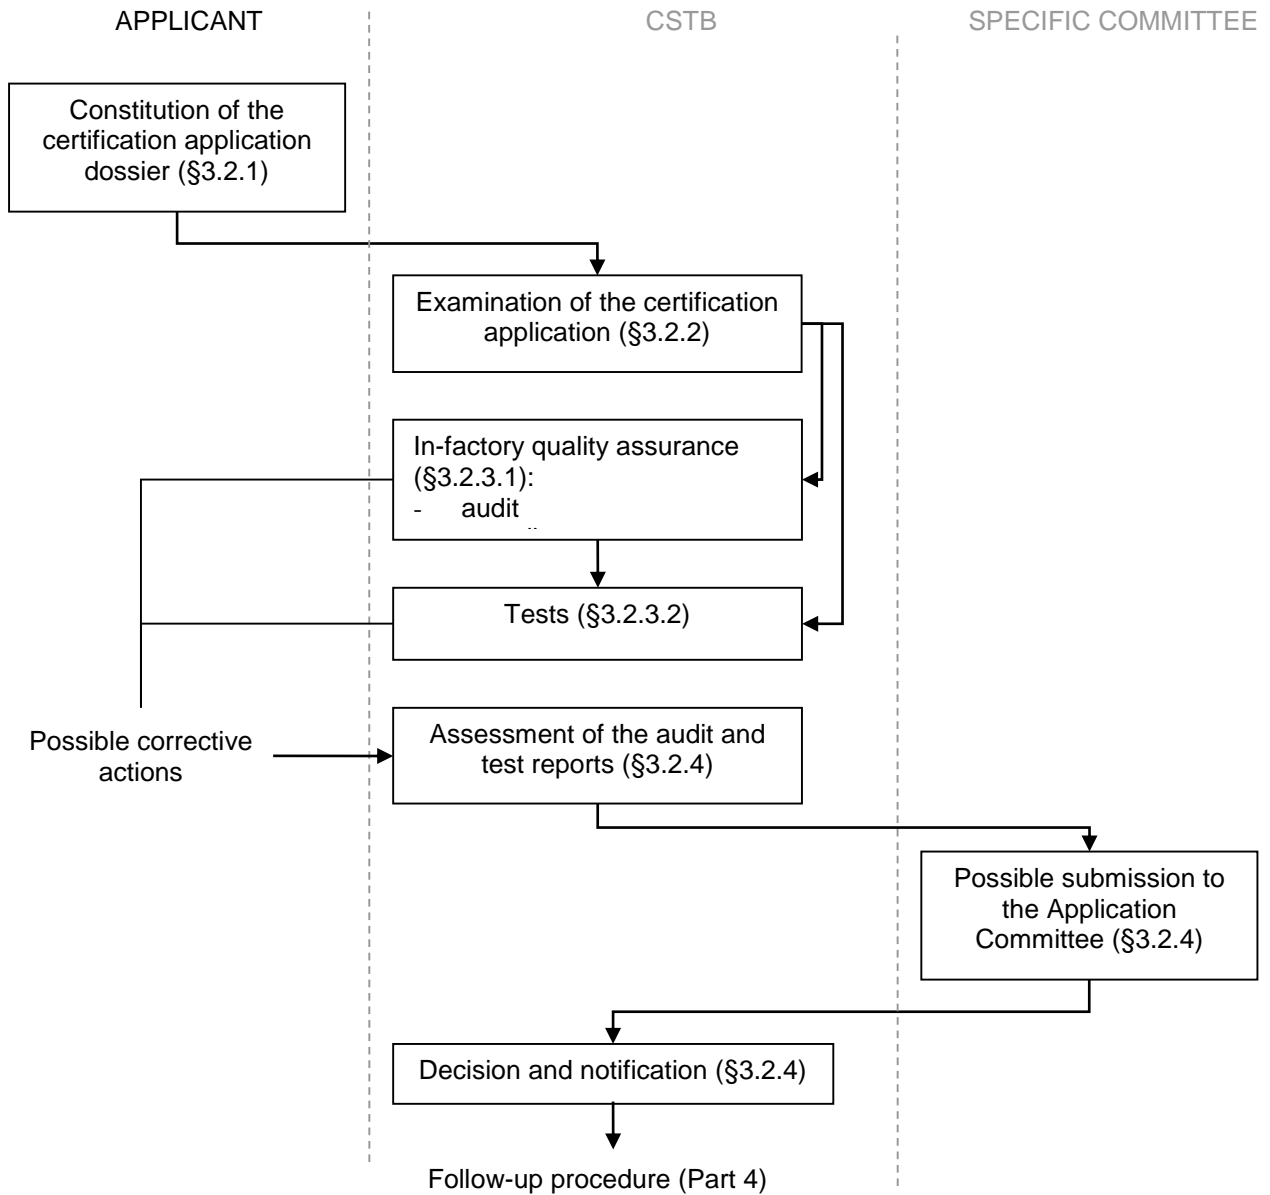 APPLICANT
CSTB
SPECIFIC COMMITTEE
Constitution of the
certification application
dossier (§3.2.1)
Examination of the certification
application (§3.2.2)
In-factory quality assurance
(§3.2.3.1):
- audit
Tests (§3.2.3.2)
Possible corrective
actions
Assessment of the audit and
test reports (§3.2.4)
Possible submission to
the Application
Committee (§3.2.4)
Decision and notification (§3.2.4)
Follow-up procedure (Part 4)